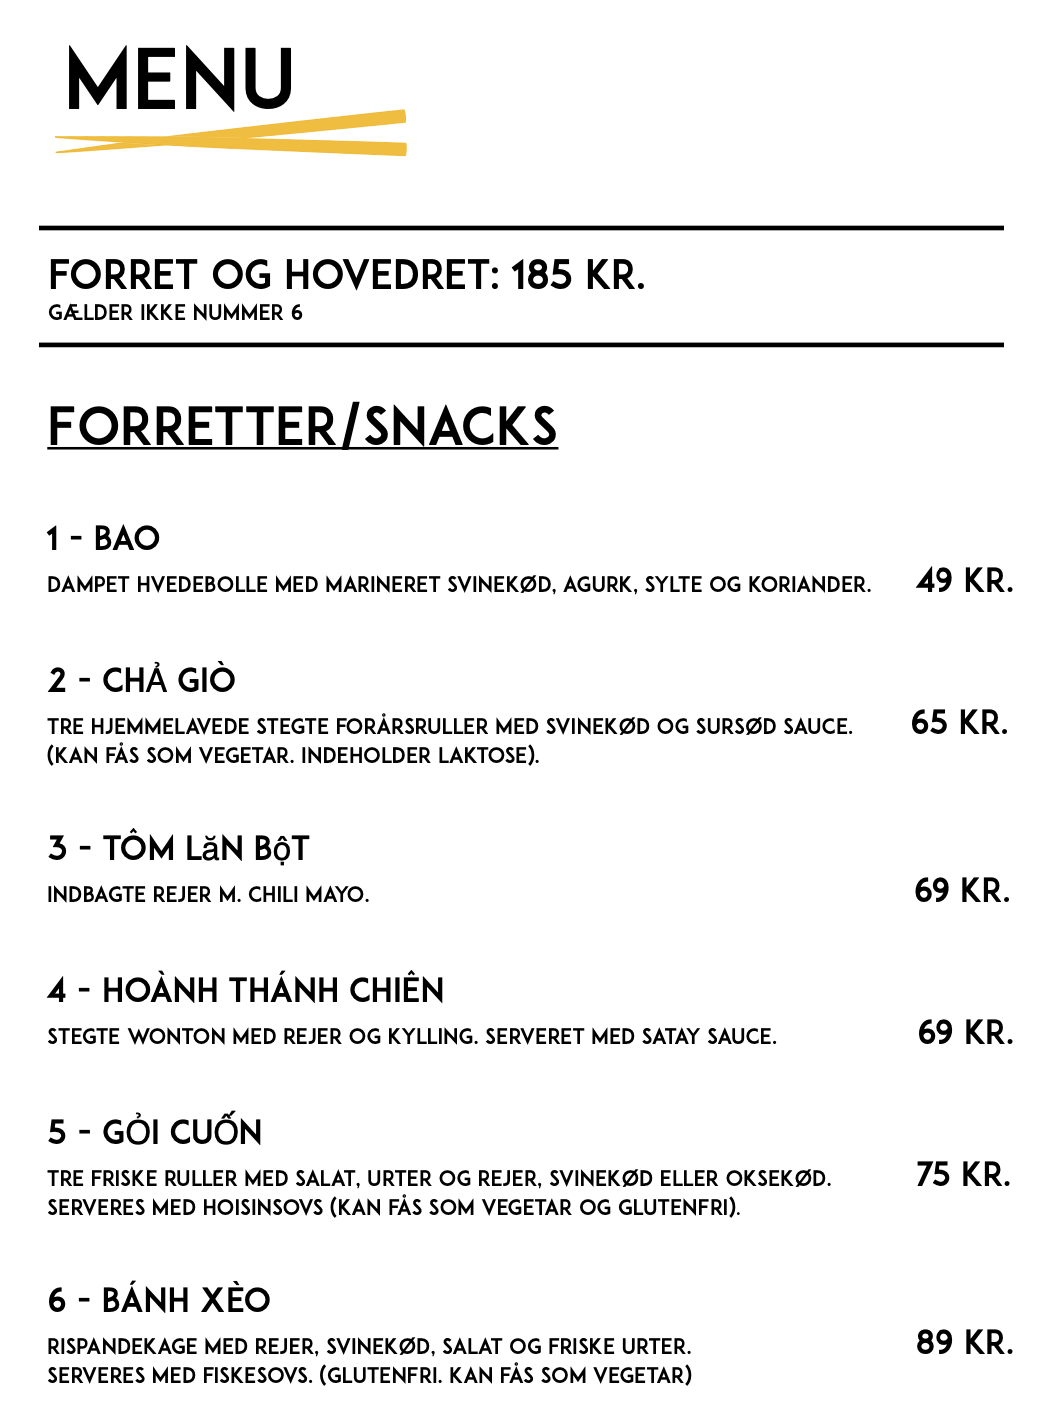 MENU
FORRET OG HOVEDRET: 185 KR.
GÆLDER IKKE NUMMER 6
FORRETTER/SNACKS
1 - BAO
DAMPET HVEDEBOLLE MED MARINERET SVINEKØD, AGURK, SYLTE OG KORIANDER. 49 KR.
2 - CHẢ GIÒ
TRE HJEMMELAVEDE STEGTE FORÅRSRULLER MED SVINEKØD OG SURSØD SAUCE. 65 KR.
(KAN FÅS SOM VEGETAR. INDEHOLDER LAKTOSE).
3 - TÔM LăN BộT
INDBAGTE REJER M. CHILI MAYO. 69 KR.
4 - HOÀNH THÁNH CHIÊN
STEGTE WONTON MED REJER OG KYLLING. SERVERET MED SATAY SAUCE. 69 KR.
5 - GỎI CUỐN
TRE FRISKE RULLER MED SALAT, URTER OG REJER, SVINEKØD ELLER OKSEKØD. 75 KR.
SERVERES MED HOISINSOVS (KAN FÅS SOM VEGETAR OG GLUTENFRI).
6 - BÁNH XÈO
RISPANDEKAGE MED REJER, SVINEKØD, SALAT OG FRISKE URTER. 89 KR.
SERVERES MED FISKESOVS. (GLUTENFRI. KAN FÅS SOM VEGETAR)